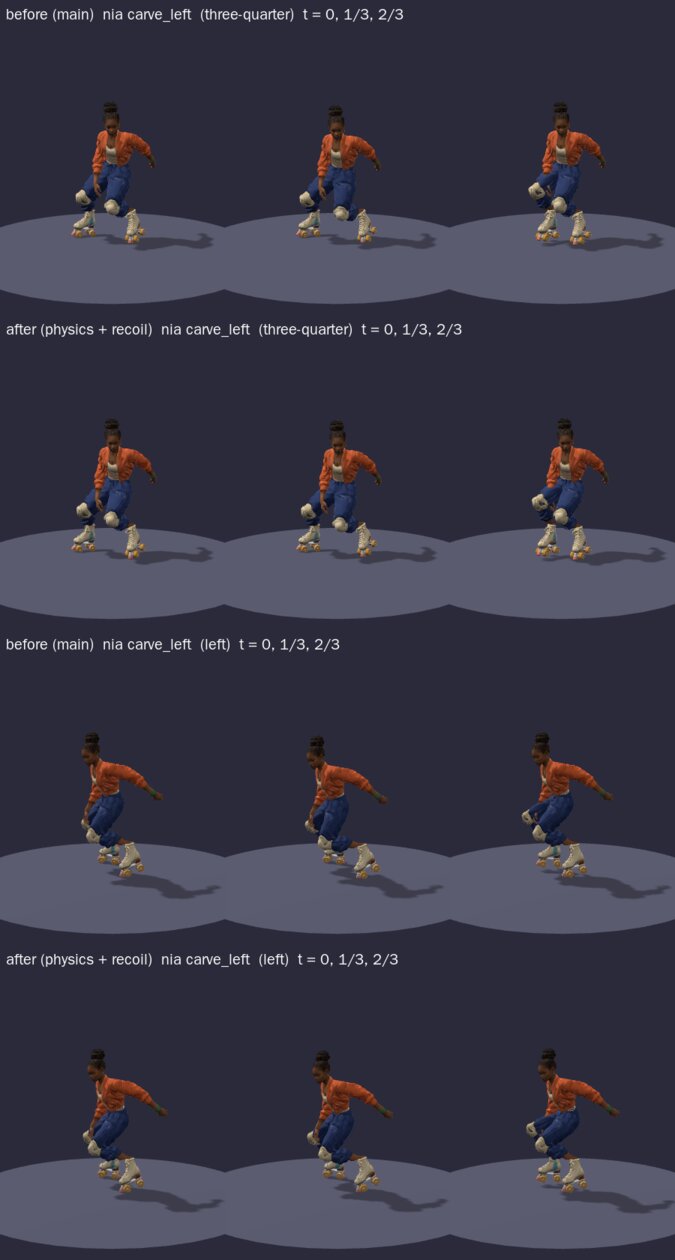 before (main)  nia carve_left  (three-quarter)  t = 0, 1/3, 2/3
after (physics + recoil)  nia carve_left  (three-quarter)  t = 0, 1/3, 2/3
before (main)  nia carve_left  (left)  t = 0, 1/3, 2/3
after (physics + recoil)  nia carve_left  (left)  t = 0, 1/3, 2/3